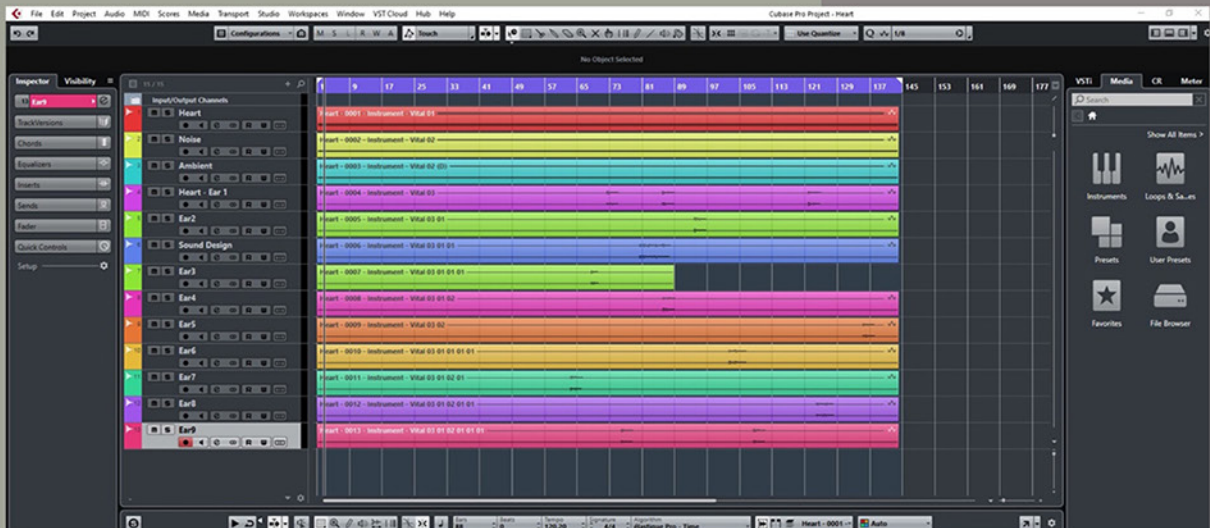 File Edit Project Audio MIDI Scores Media Transport Studio Workspaces Window VST Cloud Hub Help Cubase Pro Project - Heart
Configurations M S L R W A Touch Use Quantize 1/8
No Object Selected
Inspector Visibility
Ear9
TrackVersions
Chords
Equalizers
Inserts
Sends
Fader
Quick Controls
Setup
Input/Output Channels
Heart
Noise
Ambient
Heart - Ear 1
Ear2
Sound Design
Ear3
Ear4
Ear5
Ear6
Ear7
Ear8
Ear9
1 9 17 25 33 41 49 57 65 73 81 89 97 105 113 121 129 137 145 153 161 169 177
Heart - 0001 - Instrument - Vital 01
Heart - 0002 - Instrument - Vital 02
Heart - 0003 - Instrument - Vital 02 (D)
Heart - 0004 - Instrument - Vital 03
Heart - 0005 - Instrument - Vital 03 01
Heart - 0006 - Instrument - Vital 03 01 01
Heart - 0007 - Instrument - Vital 03 01 01 01
Heart - 0008 - Instrument - Vital 03 01 02
Heart - 0009 - Instrument - Vital 03 02
Heart - 0010 - Instrument - Vital 03 01 01 01 01
Heart - 0011 - Instrument - Vital 03 01 02 01
Heart - 0012 - Instrument - Vital 03 01 02 01 01
Heart - 0013 - Instrument - Vital 03 01 02 01 01 01
VSTi Media CR Meter
Search
Show All Items >
Instruments Loops & Sa...es
Presets User Presets
Favorites File Browser
Bars Beats Tempo Signature Algorithm
Heart - 0001 Auto